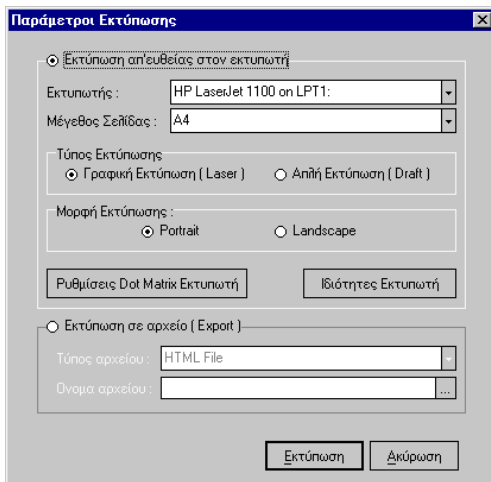 Παράμετροι Εκτύπωσης
Εκτύπωση απ'ευθείας στον εκτυπωτή
Εκτυπωτής : HP LaserJet 1100 on LPT1:
Μέγεθος Σελίδας : A4
Τύπος Εκτύπωσης
Γραφική Εκτύπωση ( Laser ) Απλή Εκτύπωση ( Draft )
Μορφή Εκτύπωσης :
Portrait Landscape
Ρυθμίσεις Dot Matrix Εκτυπωτή Ιδιότητες Εκτυπωτή
Εκτύπωση σε αρχείο ( Export )
Τύπος αρχείου : HTML File
Ονομα αρχείου : ...
Εκτύπωση Ακύρωση